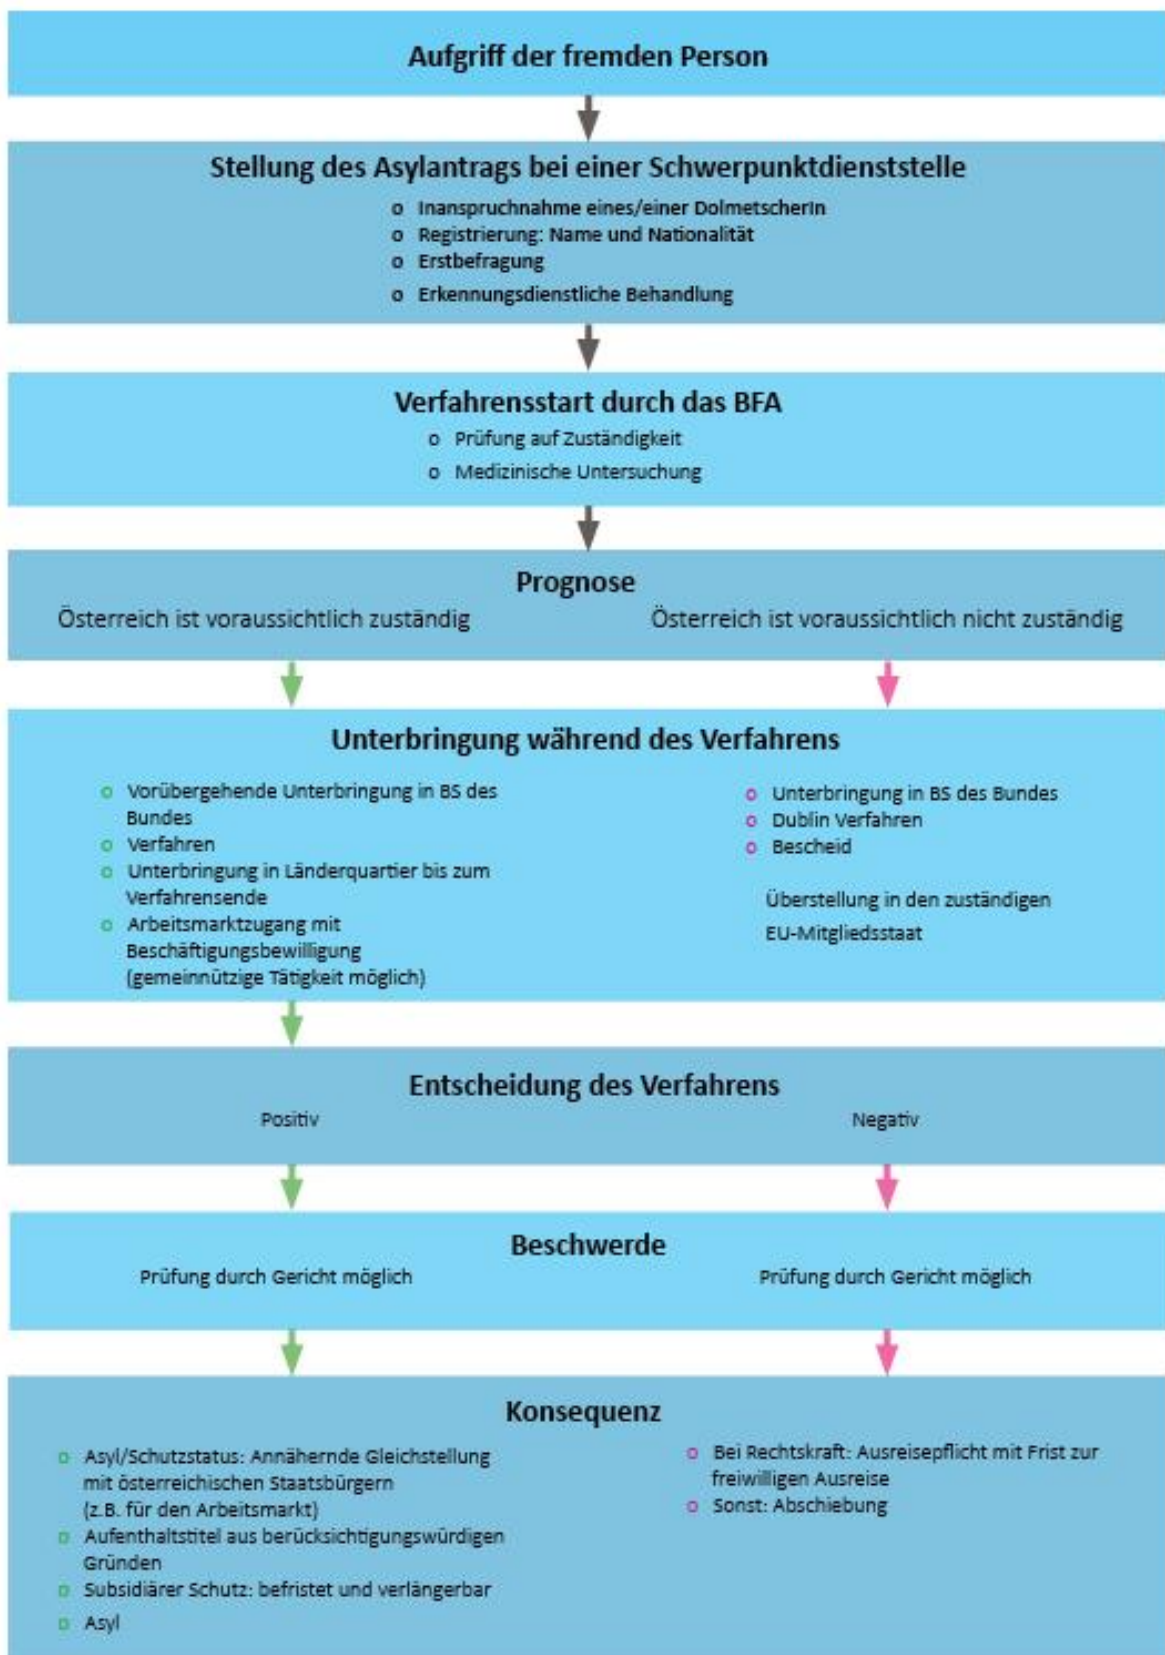 Aufgriff der fremden Person
Stellung des Asylantrags bei einer Schwerpunktdienststelle
o Inanspruchnahme eines/einer DolmetscherIn
o Registrierung: Name und Nationalität
o Erstbefragung
o Erkennungsdienstliche Behandlung
Verfahrensstart durch das BFA
o Prüfung auf Zuständigkeit
o Medizinische Untersuchung
Prognose
Österreich ist voraussichtlich zuständig
Österreich ist voraussichtlich nicht zuständig
Unterbringung während des Verfahrens
o Vorübergehende Unterbringung in BS des
Bundes
o Verfahren
o Unterbringung in Länderquartier bis zum
Verfahrensende
o Arbeitsmarktzugang mit
Beschäftigungsbewilligung
(gemeinnützige Tätigkeit möglich)
o Unterbringung in BS des Bundes
o Dublin Verfahren
o Bescheid
Überstellung in den zuständigen
EU-Mitgliedsstaat
Entscheidung des Verfahrens
Positiv
Negativ
Beschwerde
Prüfung durch Gericht möglich
Prüfung durch Gericht möglich
Konsequenz
o Asyl/Schutzstatus: Annähernde Gleichstellung
mit österreichischen Staatsbürgern
(z.B. für den Arbeitsmarkt)
o Aufenthaltstitel aus berücksichtigungswürdigen
Gründen
o Subsidiärer Schutz: befristet und verlängerbar
o Asyl
o Bei Rechtskraft: Ausreisepflicht mit Frist zur
freiwilligen Ausreise
o Sonst: Abschiebung